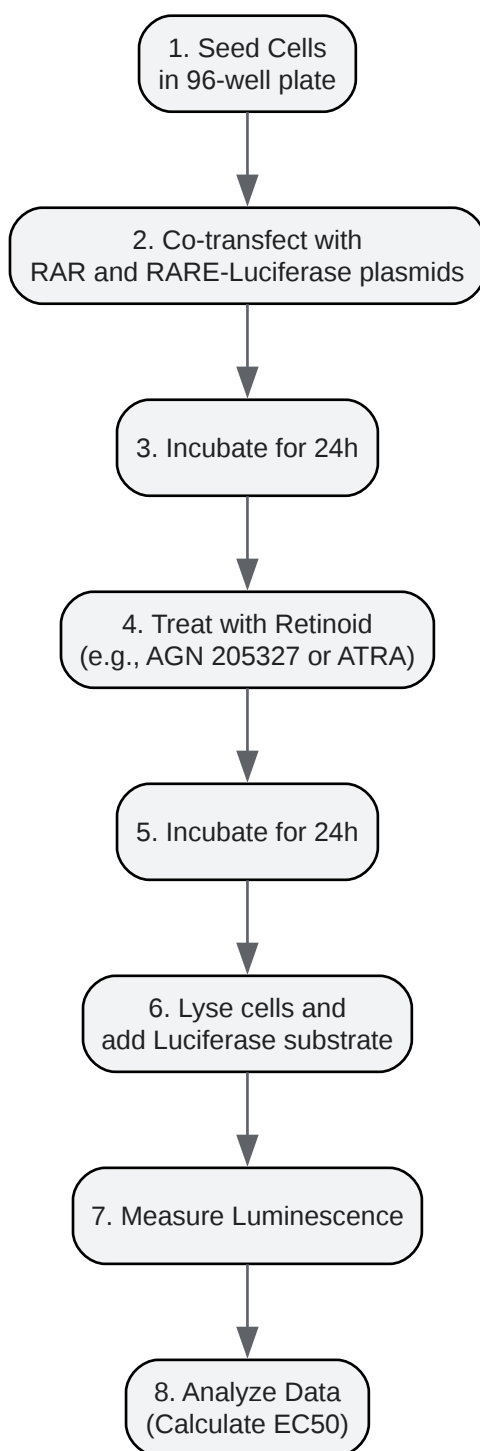 1. Seed Cells
in 96-well plate
2. Co-transfect with
RAR and RARE-Luciferase plasmids
3. Incubate for 24h
4. Treat with Retinoid
(e.g., AGN 205327 or ATRA)
5. Incubate for 24h
6. Lyse cells and
add Luciferase substrate
7. Measure Luminescence
8. Analyze Data
(Calculate EC50)